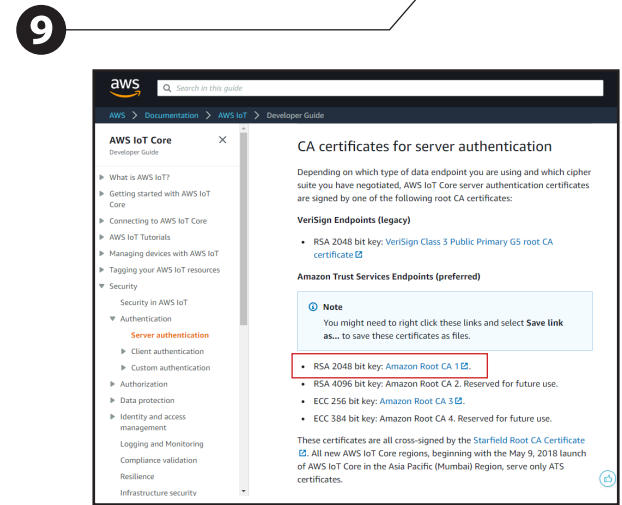 9
aws
Search in this guide
AWS > Documentation > AWS IoT > Developer Guide
AWS IoT Core
Developer Guide
What is AWS IoT?
Getting started with AWS IoT
Core
Connecting to AWS IoT Core
AWS IoT Tutorials
Managing devices with AWS IoT
Tagging your AWS IoT resources
Security
Security in AWS IoT
Authentication
Server authentication
Client authentication
Custom authentication
Authorization
Data protection
Identity and access
management
Logging and Monitoring
Compliance validation
Resilience
Infrastructure security
CA certificates for server authentication
Depending on which type of data endpoint you are using and which cipher
suite you have negotiated, AWS IoT Core server authentication certificates
are signed by one of the following root CA certificates:
VeriSign Endpoints (legacy)
• RSA 2048 bit key: VeriSign Class 3 Public Primary G5 root CA
certificate
Amazon Trust Services Endpoints (preferred)
Note
You might need to right click these links and select Save link
as... to save these certificates as files.
• RSA 2048 bit key: Amazon Root CA 1.
• RSA 4096 bit key: Amazon Root CA 2. Reserved for future use.
• ECC 256 bit key: Amazon Root CA 3.
• ECC 384 bit key: Amazon Root CA 4. Reserved for future use.
These certificates are all cross-signed by the Starfield Root CA Certificate
. All new AWS IoT Core regions, beginning with the May 9, 2018 launch
of AWS IoT Core in the Asia Pacific (Mumbai) Region, serve only ATS
certificates.